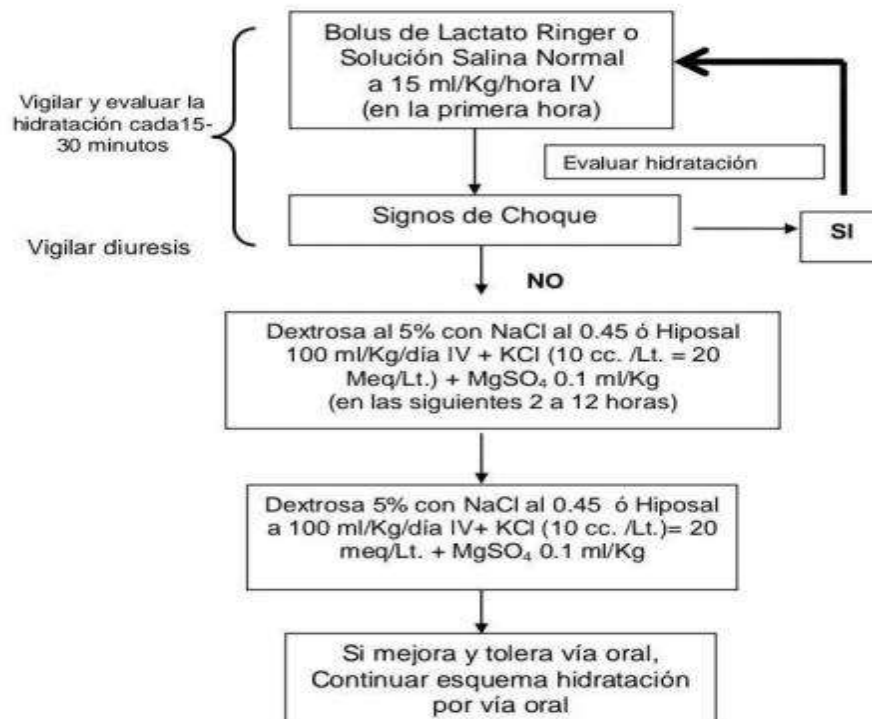 Bolus de Lactato Ringer o
Solución Salina Normal
a 15 ml/Kg/hora IV
(en la primera hora)
Vigilar y evaluar la
hidratación cada15-
30 minutos
Evaluar hidratación
Signos de Choque
SI
Vigilar diuresis
NO
Dextrosa al 5% con NaCl al 0.45 ó Hiposal
100 ml/Kg/día IV + KCl (10 cc. /Lt. = 20
Meq/Lt.) + MgSO₄ 0.1 ml/Kg
(en las siguientes 2 a 12 horas)
Dextrosa 5% con NaCl al 0.45 ó Hiposal
a 100 ml/Kg/día IV+ KCl (10 cc. /Lt.)= 20
meq/Lt. + MgSO₄ 0.1 ml/Kg
Si mejora y tolera vía oral,
Continuar esquema hidratación
por vía oral